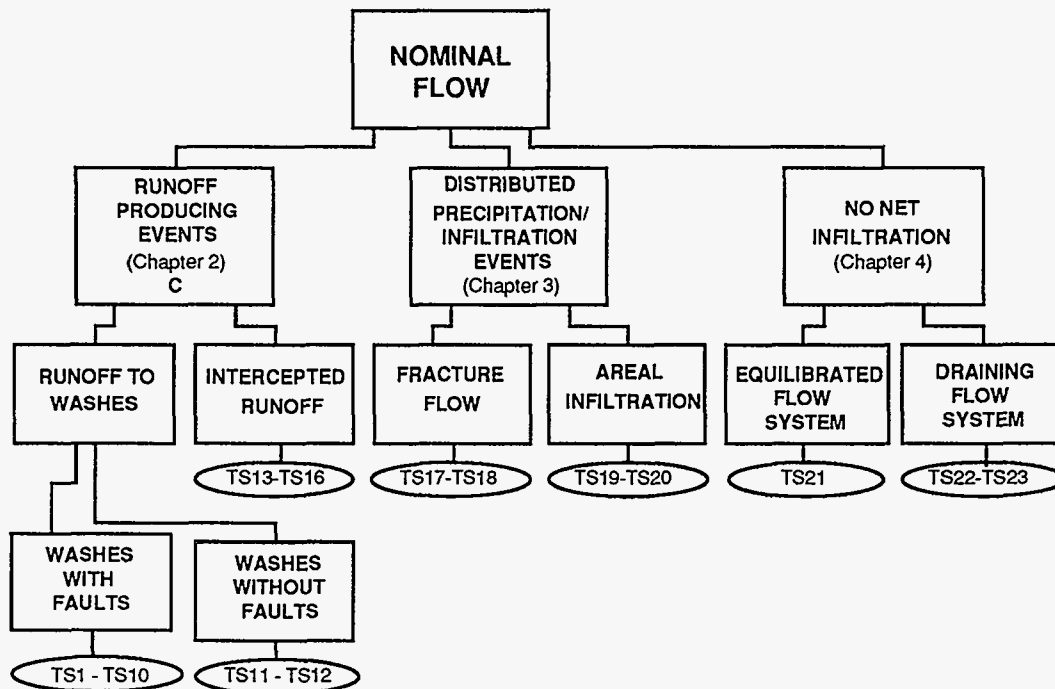 NOMINAL
FLOW
RUNOFF
PRODUCING
EVENTS
(Chapter 2)
C
DISTRIBUTED
PRECIPITATION/
INFILTRATION
EVENTS
(Chapter 3)
NO NET
INFILTRATION
(Chapter 4)
RUNOFF TO
WASHES
INTERCEPTED
RUNOFF
FRACTURE
FLOW
AREAL
INFILTRATION
EQUILIBRATED
FLOW
SYSTEM
DRAINING
FLOW
SYSTEM
TS13-TS16
TS17-TS18
TS19-TS20
TS21
TS22-TS23
WASHES
WITH
FAULTS
WASHES
WITHOUT
FAULTS
TS1 - TS10
TS11 - TS12